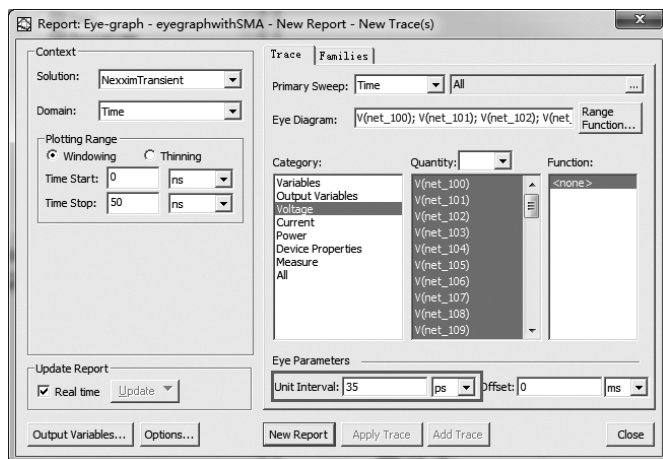 Report: Eye-graph - eyegraphwithSMA - New Report - New Trace(s)
Context
Solution: NexximTransient
Domain: Time
Plotting Range
Windowing Thinning
Time Start: 0 ns
Time Stop: 50 ns
Update Report
Real time Update
Output Variables... Options...
Trace Families
Primary Sweep: Time All ...
Eye Diagram: V(net_100); V(net_101); V(net_102); V(net_ Range Function...
Category: Quantity: Function:
Variables
Output Variables
Voltage
Current
Power
Device Properties
Measure
All
V(net_100)
V(net_101)
V(net_102)
V(net_103)
V(net_104)
V(net_105)
V(net_106)
V(net_107)
V(net_108)
V(net_109)
<none>
Eye Parameters
Unit Interval: 35 ps Offset: 0 ms
New Report Apply Trace Add Trace Close